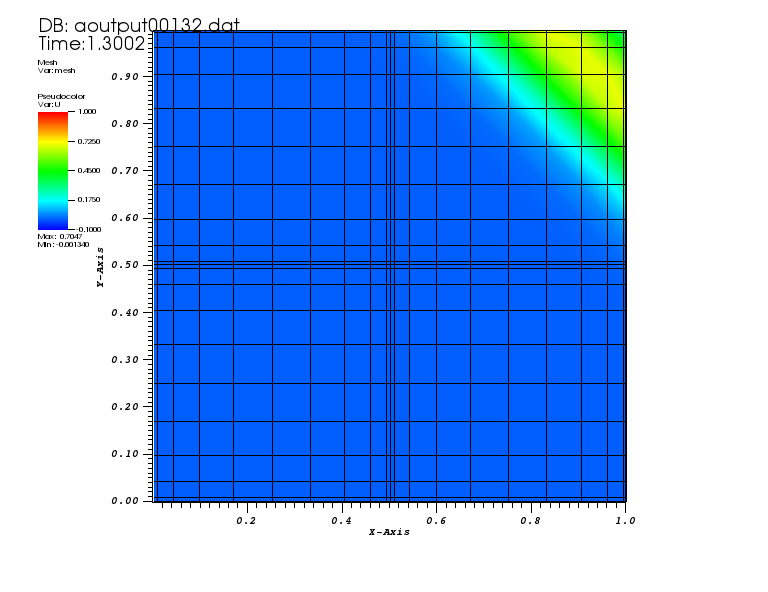 DB: aoutput00132.dat
Time:1.3002
Mesh
Var: mesh
Pseudocolor
Var: U
1.000
0.7250
0.4500
0.1750
-0.1000
Max: 0.7047
Min: -0.001340
0.90
0.80
0.70
0.60
0.50
0.40
0.30
0.20
0.10
0.00
Y-Axis
0.2 0.4 0.6 0.8 1.0
X-Axis